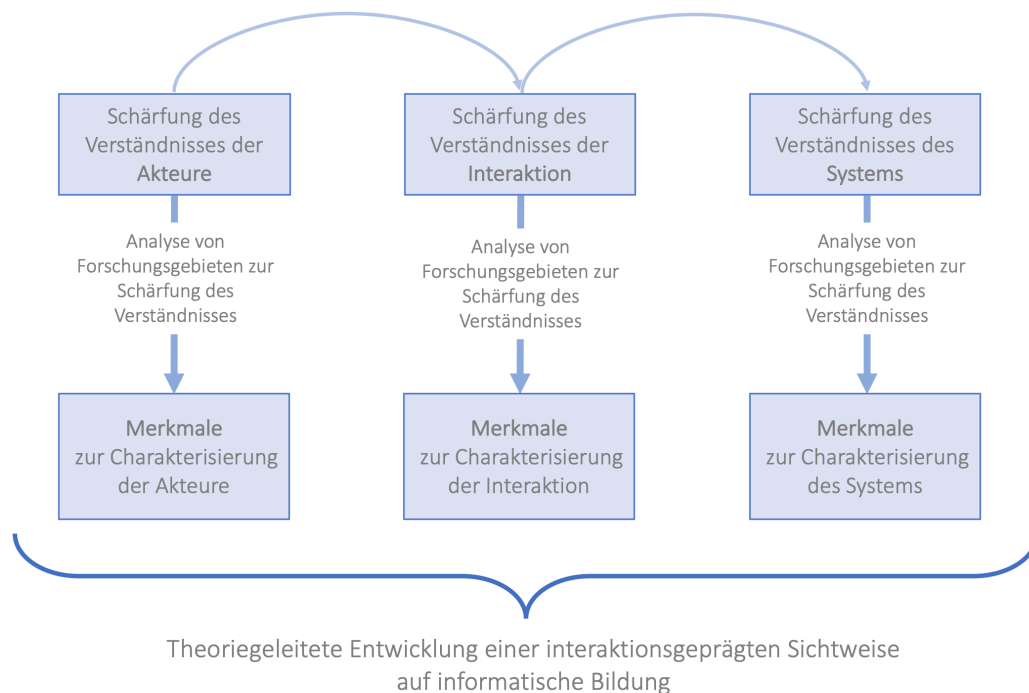 Schärfung des
Verständnisses der
Akteure
Schärfung des
Verständnisses der
Interaktion
Schärfung des
Verständnisses des
Systems
Analyse von
Forschungsgebieten zur
Schärfung des
Verständnisses
Analyse von
Forschungsgebieten zur
Schärfung des
Verständnisses
Analyse von
Forschungsgebieten zur
Schärfung des
Verständnisses
Merkmale
zur Charakterisierung
der Akteure
Merkmale
zur Charakterisierung
der Interaktion
Merkmale
zur Charakterisierung
des Systems
Theoriegeleitete Entwicklung einer interaktionsgeprägten Sichtweise
auf informatische Bildung